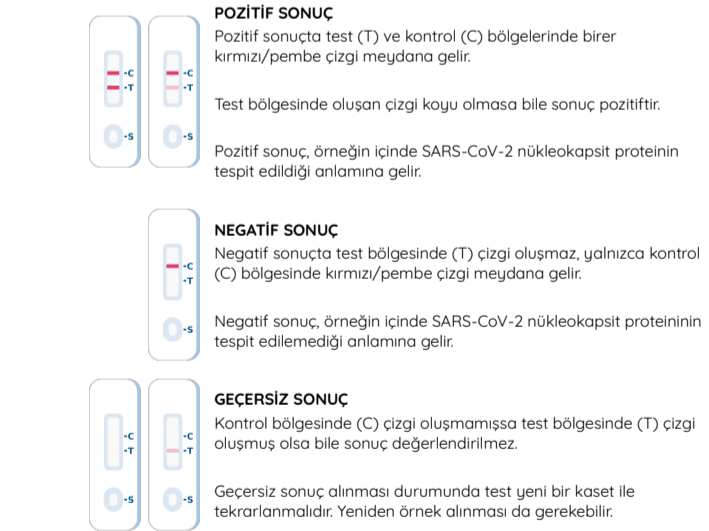 POZİTİF SONUÇ
Pozitif sonuçta test (T) ve kontrol (C) bölgelerinde birer
kırmızı/pembe çizgi meydana gelir.
Test bölgesinde oluşan çizgi koyu olmasa bile sonuç pozitiftir.
Pozitif sonuç, örneğin içinde SARS-CoV-2 nükleokapsit proteinin
tespit edildiği anlamına gelir.
-C
-T
-S
-C
-T
-S
NEGATİF SONUÇ
Negatif sonuçta test bölgesinde (T) çizgi oluşmaz, yalnızca kontrol
(C) bölgesinde kırmızı/pembe çizgi meydana gelir.
Negatif sonuç, örneğin içinde SARS-CoV-2 nükleokapsit proteininin
tespit edilemediği anlamına gelir.
-C
-T
-S
GEÇERSİZ SONUÇ
Kontrol bölgesinde (C) çizgi oluşmamışsa test bölgesinde (T) çizgi
oluşmuş olsa bile sonuç değerlendirilmez.
Geçersiz sonuç alınması durumunda test yeni bir kaset ile
tekrarlanmalıdır. Yeniden örnek alınması da gerekebilir.
-C
-T
-S
-C
-T
-S